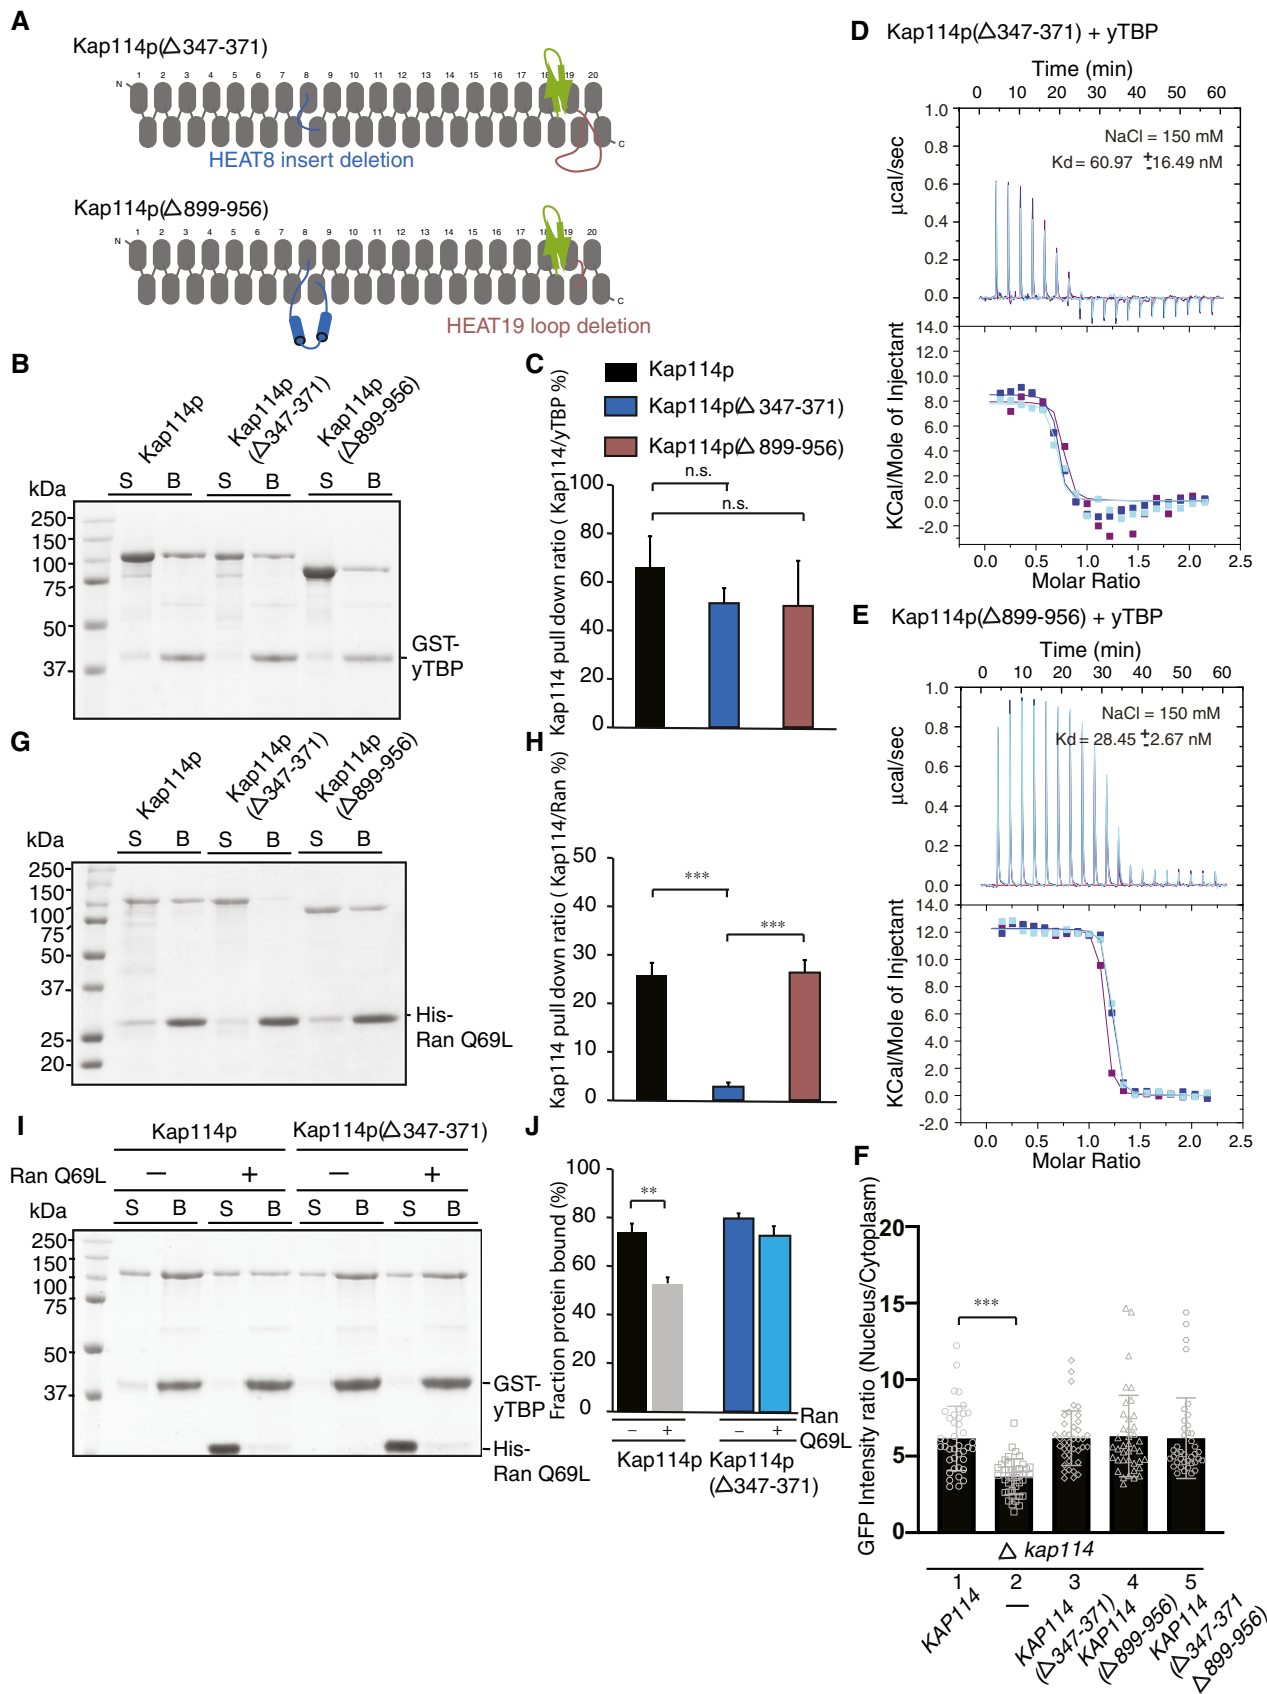 A
Kap114p(△347-371)
1 2 3 4 5 6 7 8 9 10 11 12 13 14 15 16 17 18 19 20
N
C
HEAT8 insert deletion
Kap114p(△899-956)
1 2 3 4 5 6 7 8 9 10 11 12 13 14 15 16 17 18 19 20
N
C
HEAT19 loop deletion
B
Kap114p
Kap114p
(△347-371)
Kap114p
(△899-956)
kDa
S B S B S B
250
150
100
75
50
37
GST-
yTBP
C
Kap114p
Kap114p(△347-371)
Kap114p(△899-956)
Kap114 pull down ratio ( Kap114/yTBP %)
n.s.
n.s.
100
80
60
40
20
0
D
Kap114p(△347-371) + yTBP
Time (min)
0 10 20 30 40 50 60
µcal/sec
1.0
0.8
0.6
0.4
0.2
0.0
NaCl = 150 mM
Kd = 60.97 ±16.49 nM
KCal/Mole of Injectant
14.0
12.0
10.0
8.0
6.0
4.0
2.0
0.0
-2.0
0.0 0.5 1.0 1.5 2.0 2.5
Molar Ratio
E
Kap114p(△899-956) + yTBP
Time (min)
0 10 20 30 40 50 60
µcal/sec
1.0
0.8
0.6
0.4
0.2
0.0
NaCl = 150 mM
Kd = 28.45 ±2.67 nM
KCal/Mole of Injectant
14.0
12.0
10.0
8.0
6.0
4.0
2.0
0.0
-2.0
0.0 0.5 1.0 1.5 2.0 2.5
Molar Ratio
G
Kap114p
Kap114p
(△347-371)
Kap114p
(△899-956)
kDa
S B S B S B
250
150
100
75
50
37
25
20
His-
Ran Q69L
H
Kap114 pull down ratio ( Kap114/Ran %)
50
40
30
20
10
0
***
***
I
Kap114p Kap114p(△347-371)
Ran Q69L – + – +
kDa
S B S B S B S B
250
150
100
75
50
37
GST-
yTBP
His-
Ran Q69L
J
Fraction protein bound (%)
100
80
60
40
20
0
**
– + – +
Ran
Q69L
Kap114p
Kap114p
(△347-371)
F
GFP Intensity ratio (Nucleus/Cytoplasm)
20
15
10
5
0
***
△ kap114
1 2 3 4 5
KAP114
—
KAP114
(△347-371)
KAP114
(△899-956)
KAP114
(△347-371
△899-956)